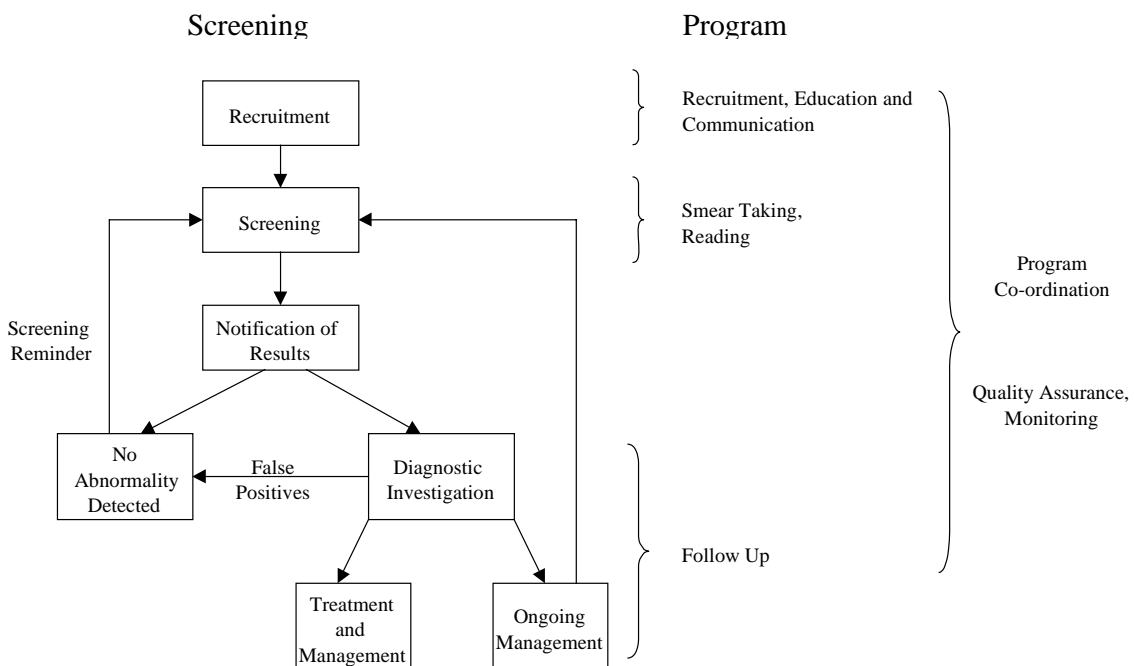 Screening
Program
Recruitment
Recruitment, Education and
Communication
Screening
Smear Taking,
Reading
Program
Co-ordination
Notification of
Results
Screening
Reminder
Quality Assurance,
Monitoring
No
Abnormality
Detected
False
Positives
Diagnostic
Investigation
Follow Up
Treatment
and
Management
Ongoing
Management